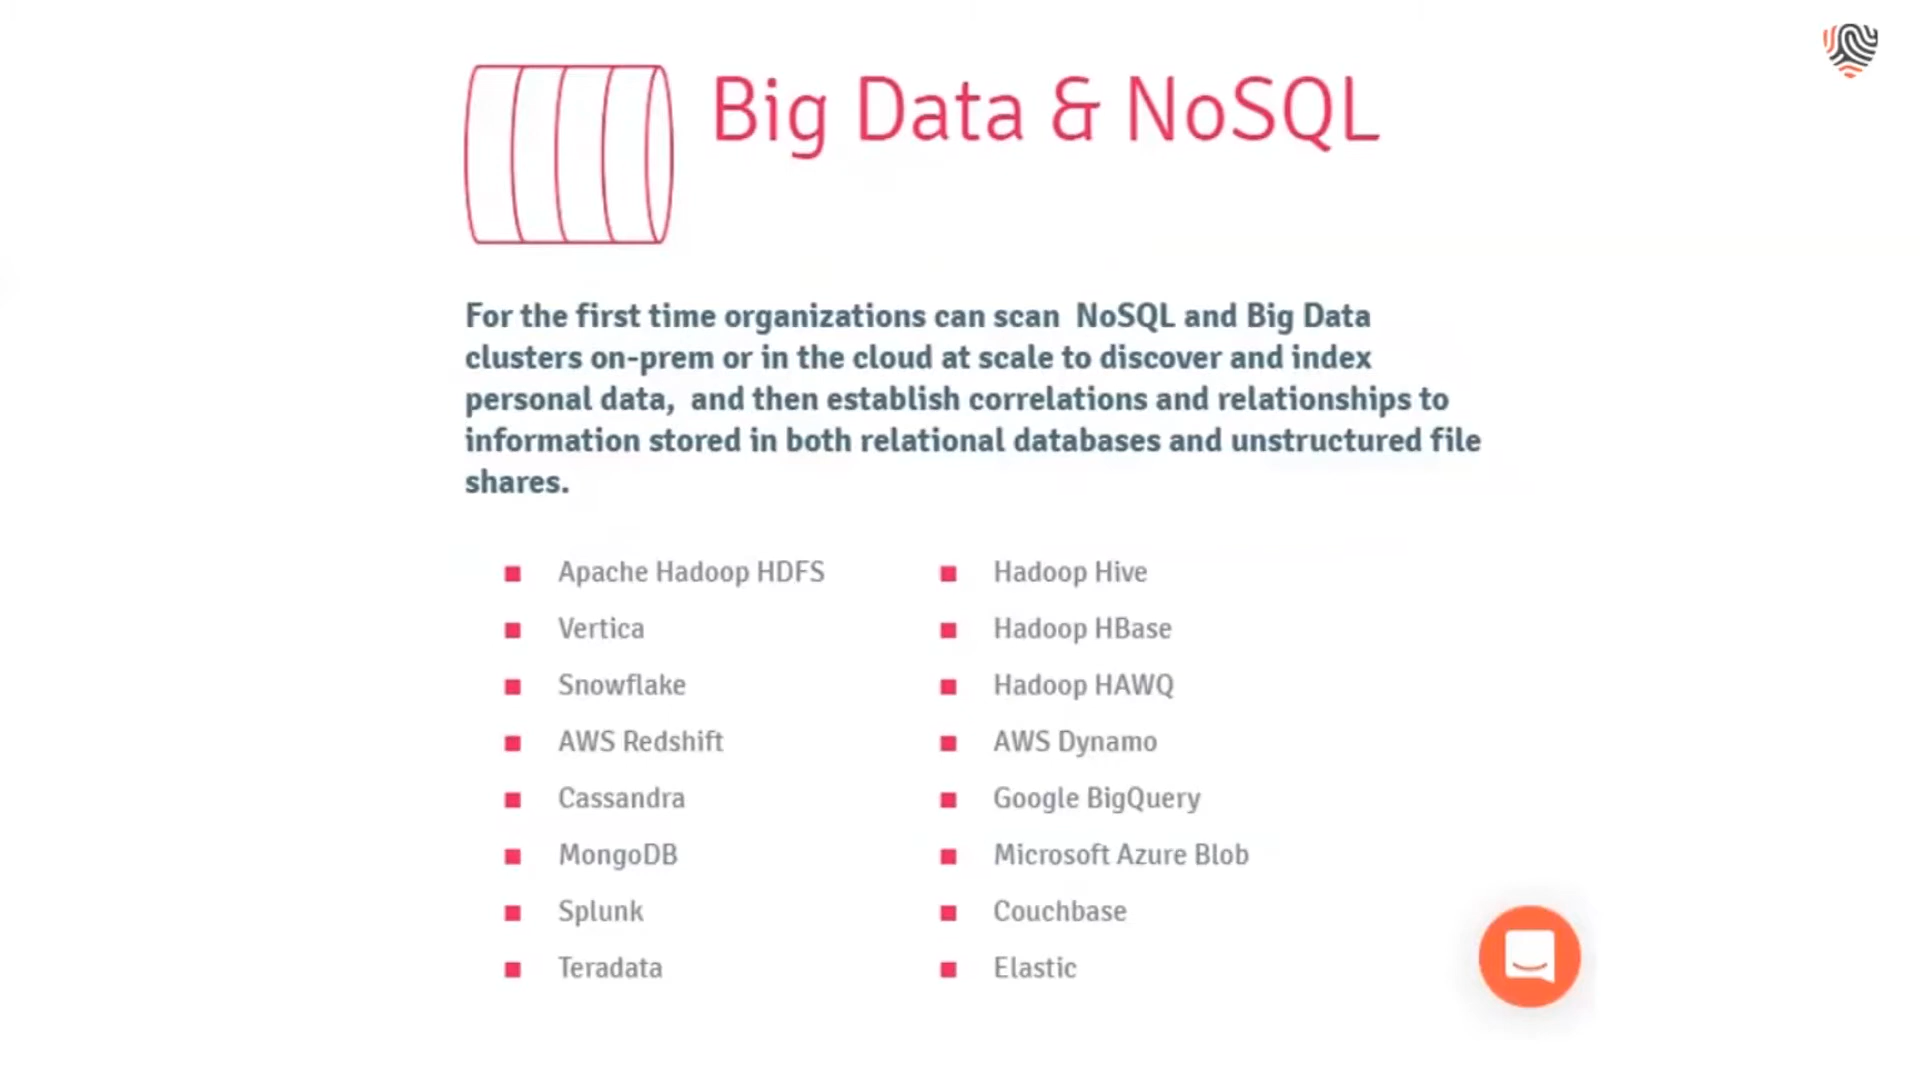 Big Data & NoSQL
For the first time organizations can scan NoSQL and Big Data
clusters on-prem or in the cloud at scale to discover and index
personal data, and then establish correlations and relationships to
information stored in both relational databases and unstructured file
shares.
Apache Hadoop HDFS
Vertica
Snowflake
AWS Redshift
Cassandra
MongoDB
Splunk
Teradata
Hadoop Hive
Hadoop HBase
Hadoop HAWQ
AWS Dynamo
Google BigQuery
Microsoft Azure Blob
Couchbase
Elastic